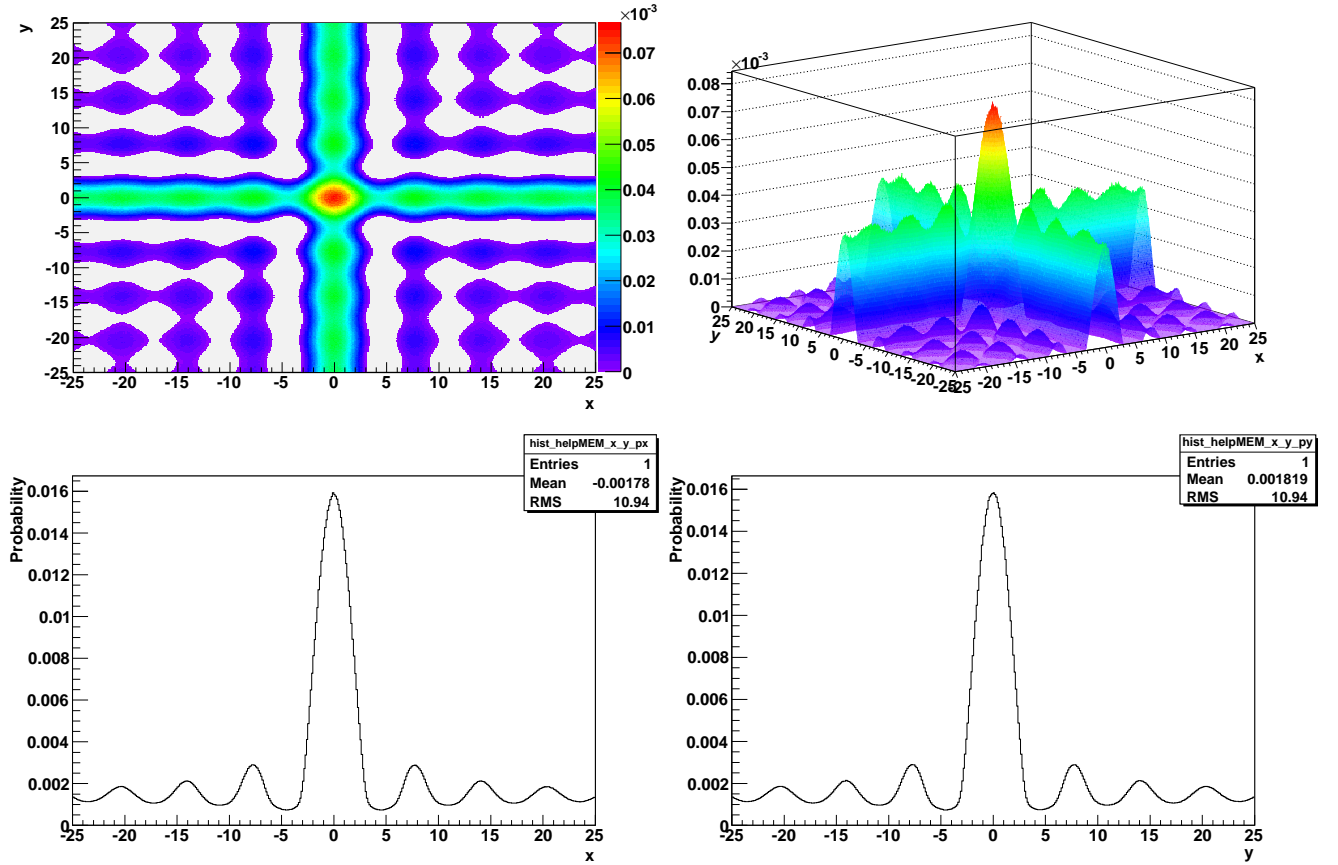 ×10⁻³
y
25
20
15
10
5
0
-5
-10
-15
-20
-25
-25 -20 -15 -10 -5 0 5 10 15 20 25
x
0.07
0.06
0.05
0.04
0.03
0.02
0.01
0
×10⁻³
0.08
0.07
0.06
0.05
0.04
0.03
0.02
0.01
0
25 20 15 10 5 0 -5 -10 -15 -20 -25
y
-25 -20 -15 -10 -5 0 5 10 15 20 25
x
hist_helpMEM_x_y_px
Entries 1
Mean -0.00178
RMS 10.94
Probability
0.016
0.014
0.012
0.01
0.008
0.006
0.004
0.002
0
-25 -20 -15 -10 -5 0 5 10 15 20 25
x
hist_helpMEM_x_y_py
Entries 1
Mean 0.001819
RMS 10.94
Probability
0.016
0.014
0.012
0.01
0.008
0.006
0.004
0.002
0
-25 -20 -15 -10 -5 0 5 10 15 20 25
y